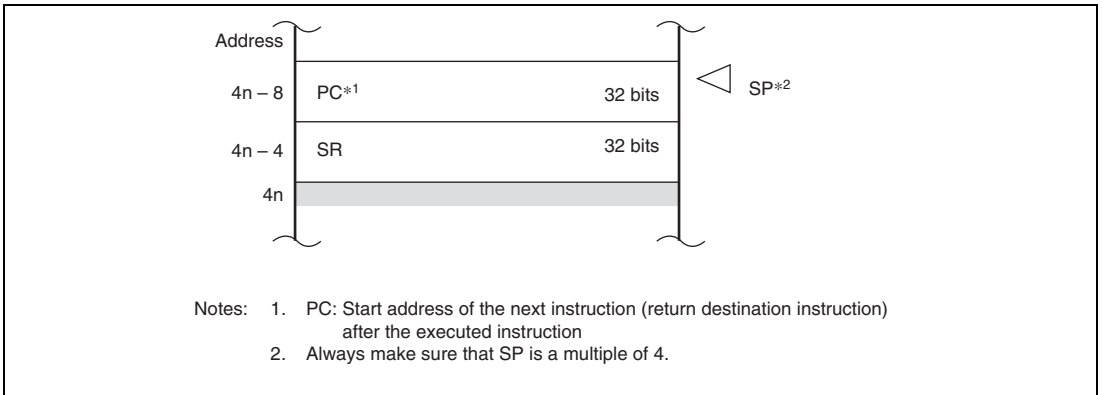 Address
4n – 8 PC*1 32 bits SP*2
4n – 4 SR 32 bits
4n
Notes: 1. PC: Start address of the next instruction (return destination instruction)
after the executed instruction
2. Always make sure that SP is a multiple of 4.